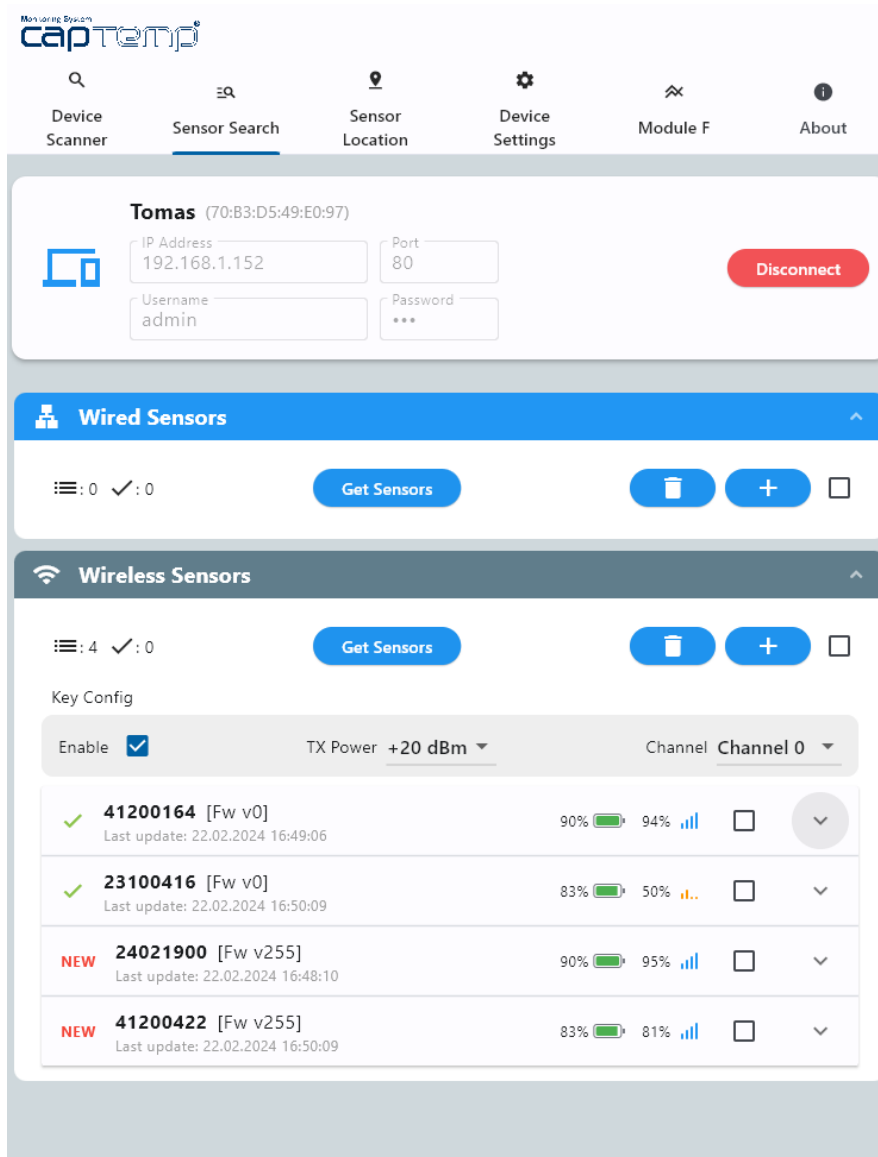 Monitoring System
capTemp
Device Scanner
Sensor Search
Sensor Location
Device Settings
Module F
About
Tomas (70:B3:D5:49:E0:97)
IP Address
192.168.1.152
Port
80
Disconnect
Username
admin
Password
•••
Wired Sensors
: 0 : 0
Get Sensors
+
Wireless Sensors
: 4 : 0
Get Sensors
+
Key Config
Enable
TX Power +20 dBm
Channel Channel 0
41200164 [Fw v0]
Last update: 22.02.2024 16:49:06
90% 94%
23100416 [Fw v0]
Last update: 22.02.2024 16:50:09
83% 50%
NEW 24021900 [Fw v255]
Last update: 22.02.2024 16:48:10
90% 95%
NEW 41200422 [Fw v255]
Last update: 22.02.2024 16:50:09
83% 81%